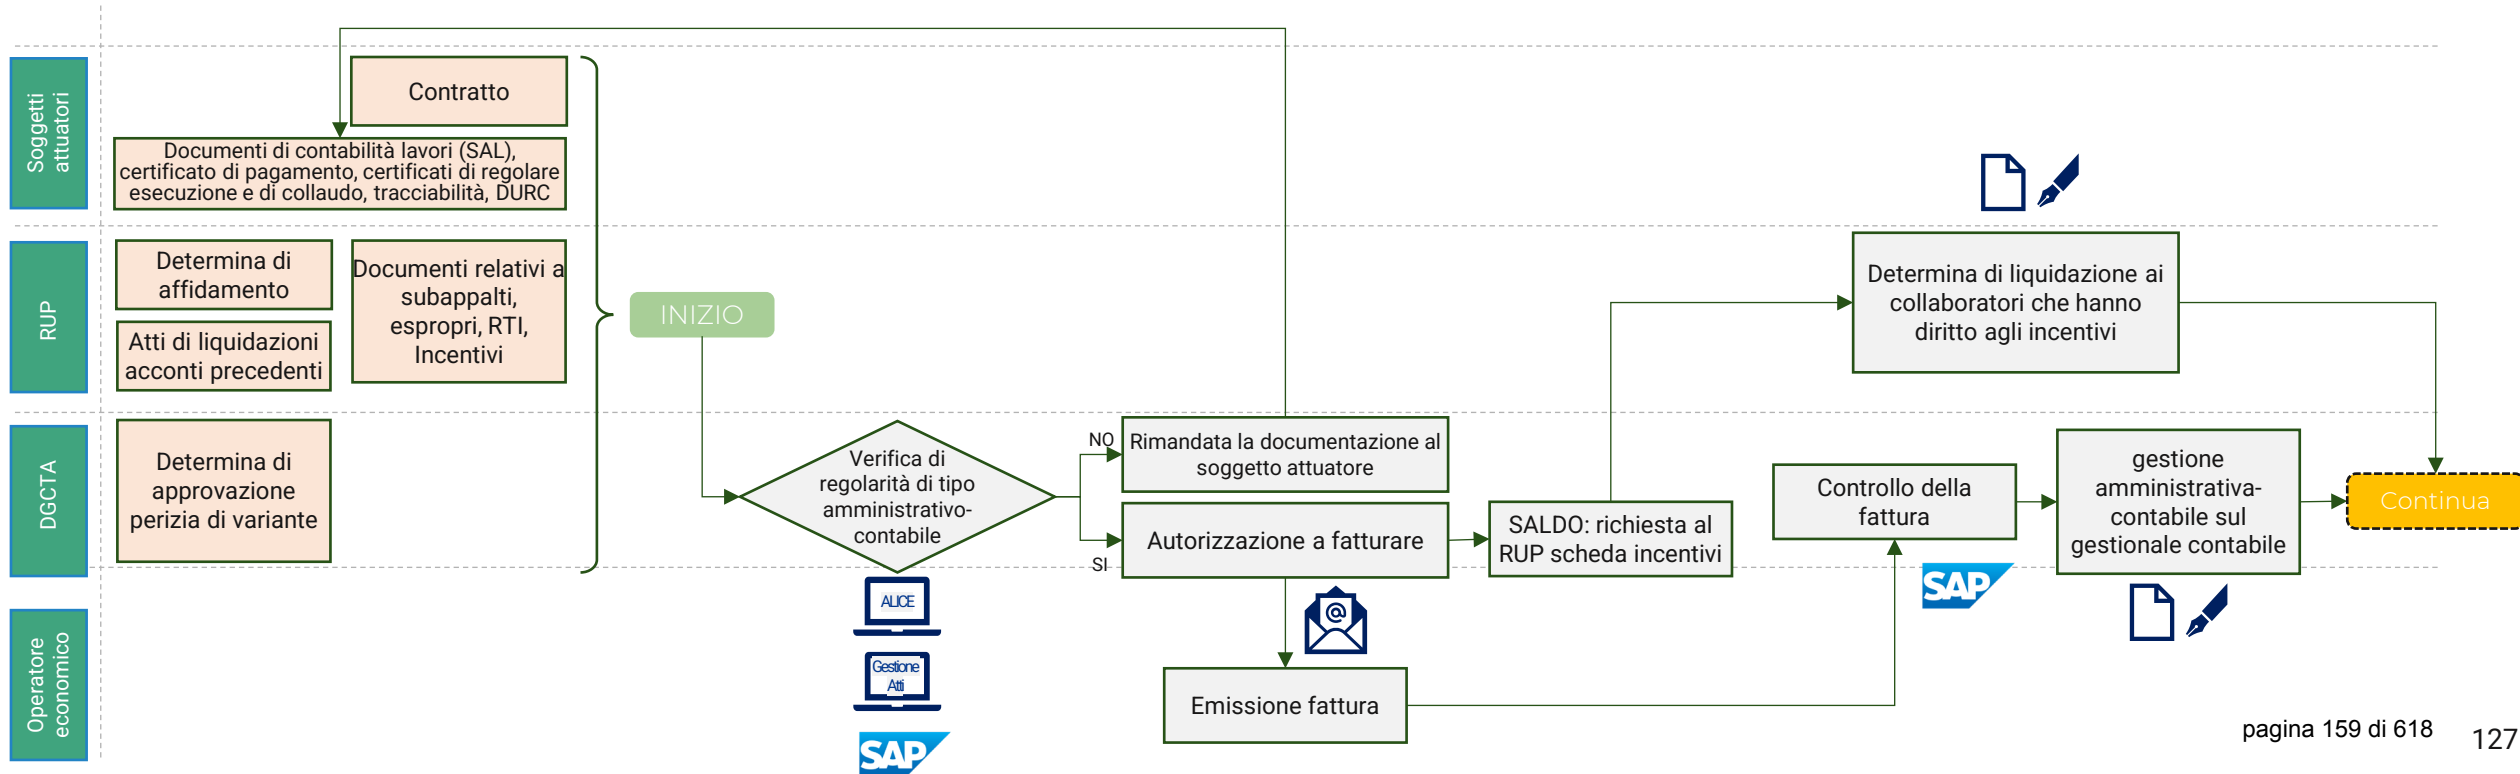 Soggetti
attuatori
Contratto
Documenti di contabilità lavori (SAL),
certificato di pagamento, certificati di regolare
esecuzione e di collaudo, tracciabilità, DURC
RUP
Determina di
affidamento
Atti di liquidazioni
acconti precedenti
Documenti relativi a
subappalti,
espropri, RTI,
Incentivi
INIZIO
Determina di liquidazione ai
collaboratori che hanno
diritto agli incentivi
DGCTA
Determina di
approvazione
perizia di variante
Verifica di
regolarità di tipo
amministrativo-
contabile
NO
Rimandata la documentazione al
soggetto attuatore
SI
Autorizzazione a fatturare
SALDO: richiesta al
RUP scheda incentivi
Controllo della
fattura
gestione
amministrativa-
contabile sul
gestionale contabile
Continua
ALICE
Gestione
Atti
SAP
@
SAP
Operatore
economico
Emissione fattura
pagina 159 di 618
127